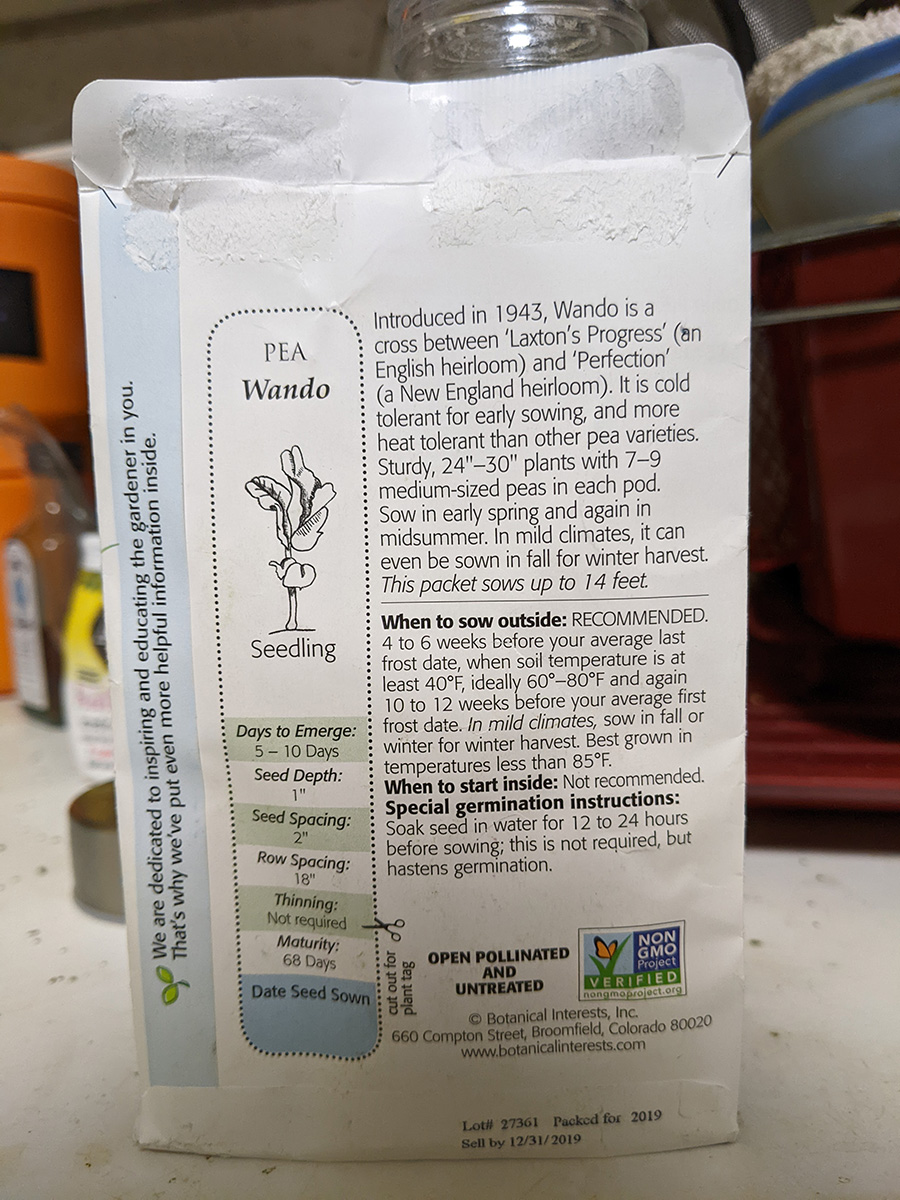 We are dedicated to inspiring and educating the gardener in you.
That's why we've put even more helpful information inside.
PEA
Wando
Seedling
Days to Emerge:
5 – 10 Days
Seed Depth:
1"
Seed Spacing:
2"
Row Spacing:
18"
Thinning:
Not required
Maturity:
68 Days
Date Seed Sown
cut out for
plant tag
Introduced in 1943, Wando is a
cross between 'Laxton's Progress' (an
English heirloom) and 'Perfection'
(a New England heirloom). It is cold
tolerant for early sowing, and more
heat tolerant than other pea varieties.
Sturdy, 24"–30" plants with 7–9
medium-sized peas in each pod.
Sow in early spring and again in
midsummer. In mild climates, it can
even be sown in fall for winter harvest.
This packet sows up to 14 feet.
When to sow outside: RECOMMENDED.
4 to 6 weeks before your average last
frost date, when soil temperature is at
least 40°F, ideally 60°–80°F and again
10 to 12 weeks before your average first
frost date. In mild climates, sow in fall or
winter for winter harvest. Best grown in
temperatures less than 85°F.
When to start inside: Not recommended.
Special germination instructions:
Soak seed in water for 12 to 24 hours
before sowing; this is not required, but
hastens germination.
OPEN POLLINATED
AND
UNTREATED
NON
GMO
Project
VERIFIED
nongmoproject.org
© Botanical Interests, Inc.
660 Compton Street, Broomfield, Colorado 80020
www.botanicalinterests.com
Lot# 27361 Packed for 2019
Sell by 12/31/2019